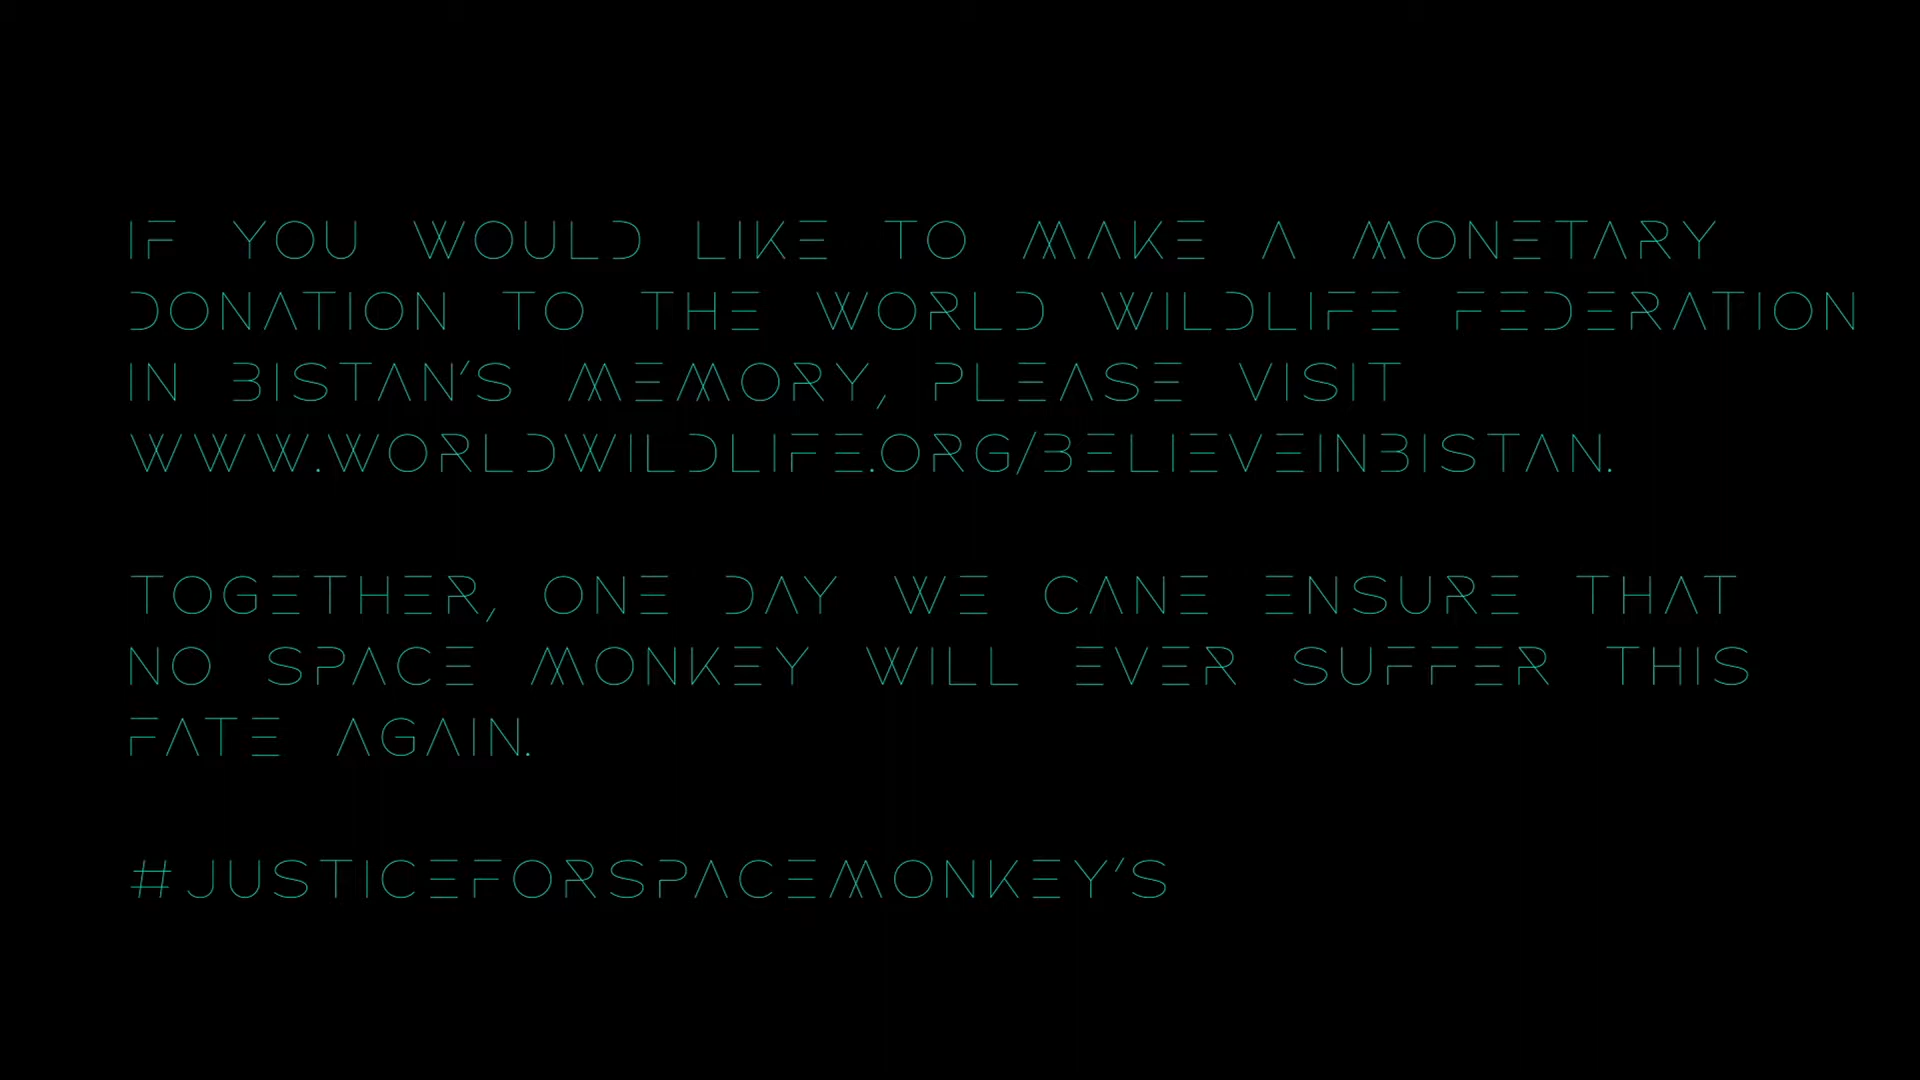 IF YOU WOULD LIKE TO MAKE A MONETARY
DONATION TO THE WORLD WILDLIFE FEDERATION
IN BISTAN'S MEMORY, PLEASE VISIT
WWW.WORLDWILDLIFE.ORG/BELIEVEINBISTAN.
TOGETHER, ONE DAY WE CANE ENSURE THAT
NO SPACE MONKEY WILL EVER SUFFER THIS
FATE AGAIN.
#JUSTICEFORSPACEMONKEY'S